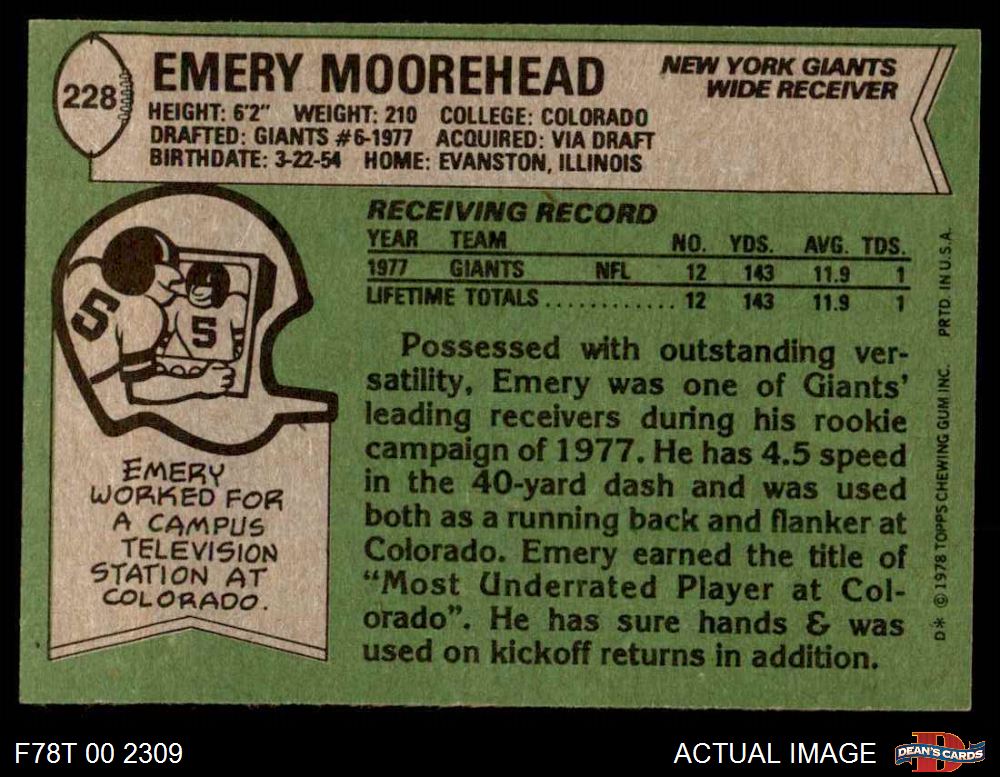 228
EMERY MOOREHEAD
NEW YORK GIANTS
WIDE RECEIVER
HEIGHT: 6'2" WEIGHT: 210 COLLEGE: COLORADO
DRAFTED: GIANTS #6-1977 ACQUIRED: VIA DRAFT
BIRTHDATE: 3-22-54 HOME: EVANSTON, ILLINOIS
RECEIVING RECORD
YEAR TEAM NO. YDS. AVG. TDS.
1977 GIANTS NFL 12 143 11.9 1
LIFETIME TOTALS ............ 12 143 11.9 1
5
5
EMERY
WORKED FOR
A CAMPUS
TELEVISION
STATION AT
COLORADO.
Possessed with outstanding ver-
satility, Emery was one of Giants'
leading receivers during his rookie
campaign of 1977. He has 4.5 speed
in the 40-yard dash and was used
both as a running back and flanker at
Colorado. Emery earned the title of
"Most Underrated Player at Col-
orado". He has sure hands & was
used on kickoff returns in addition.
D* © 1978 TOPPS CHEWING GUM INC. PRTD. IN U.S.A.
F78T 00 2309
ACTUAL IMAGE
D
DEAN'S CARDS